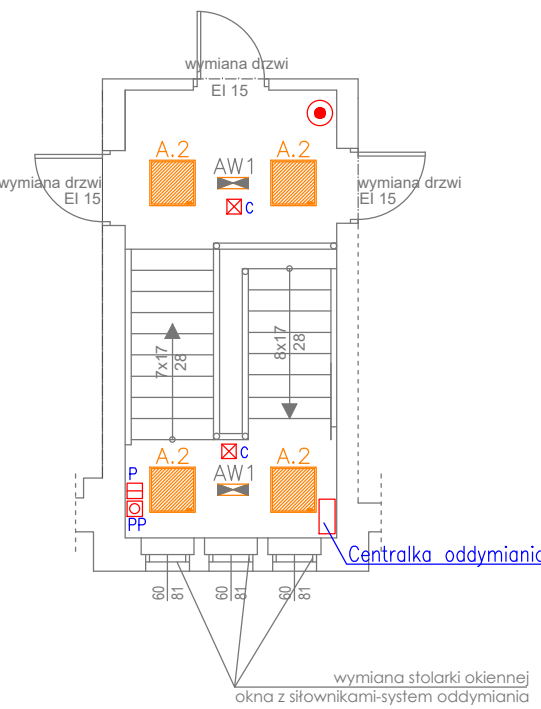 wymiana drzwi
EI 15
A.2
A.2
AW1
wymiana drzwi
EI 15
wymiana drzwi
EI 15
C
7x17
28
8x17
28
C
A.2
A.2
AW1
P
PP
Centralka oddymiania
60
81
60
81
60
81
wymiana stolarki okiennej
okna z siłownikami-system oddymiania